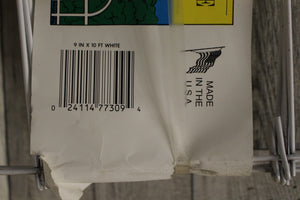 9 IN X 10 FT WHITE
0 24114 77309 4
MADE
IN THE
U.S.A.